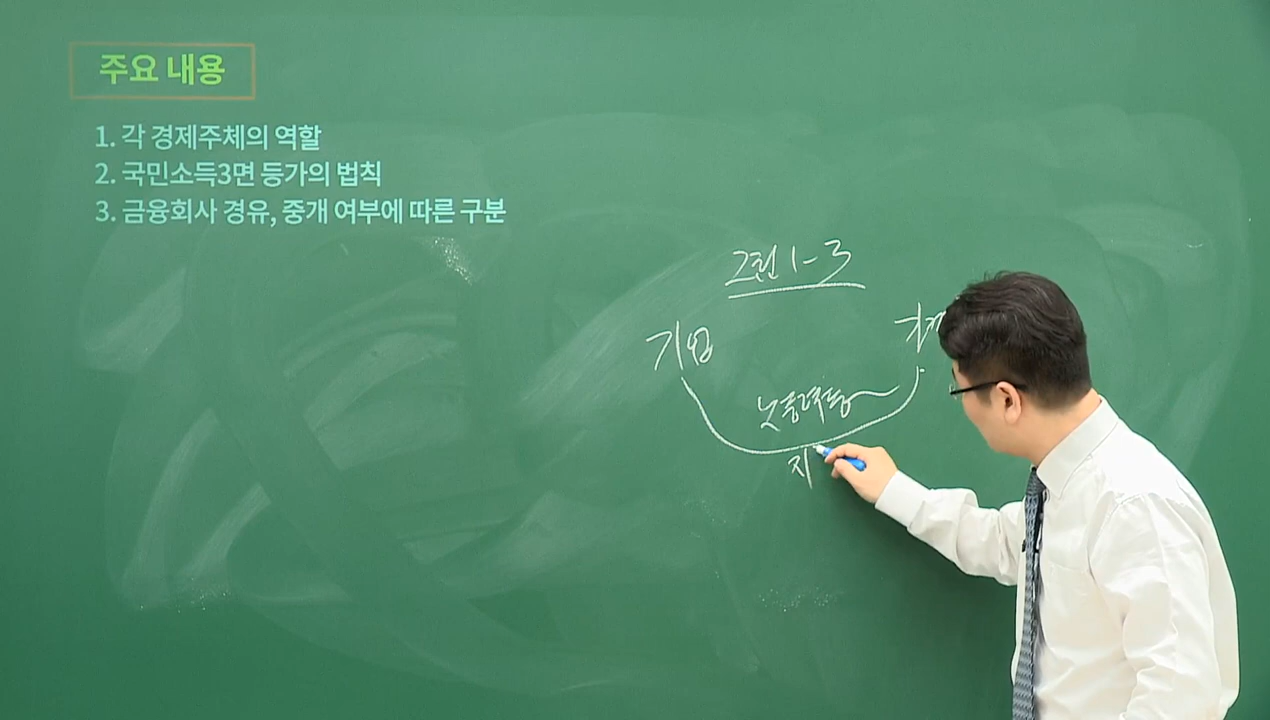 주요 내용
1. 각 경제주체의 역할
2. 국민소득3면 등가의 법칙
3. 금융회사 경유, 중개 여부에 따른 구분
그림 1-3
기업
노동력등
지